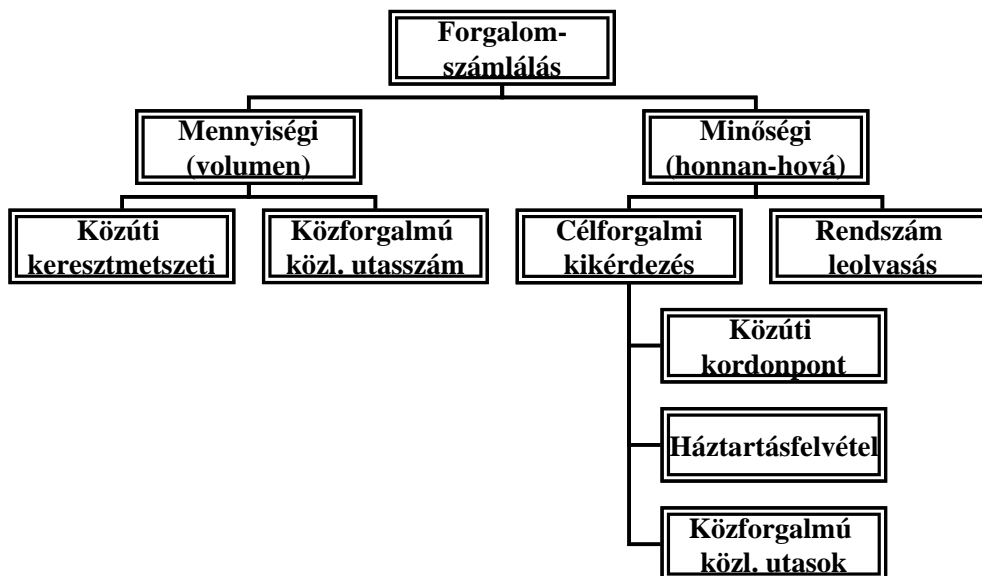 Forgalom-
számlálás
Mennyiségi
(volumen)
Minőségi
(honnan-hová)
Közúti
keresztmetszeti
Közforgalmú
közl. utasszám
Célforgalmi
kikérdezés
Rendszám
leolvasás
Közúti
kordonpont
Háztartásfelvétel
Közforgalmú
közl. utasok